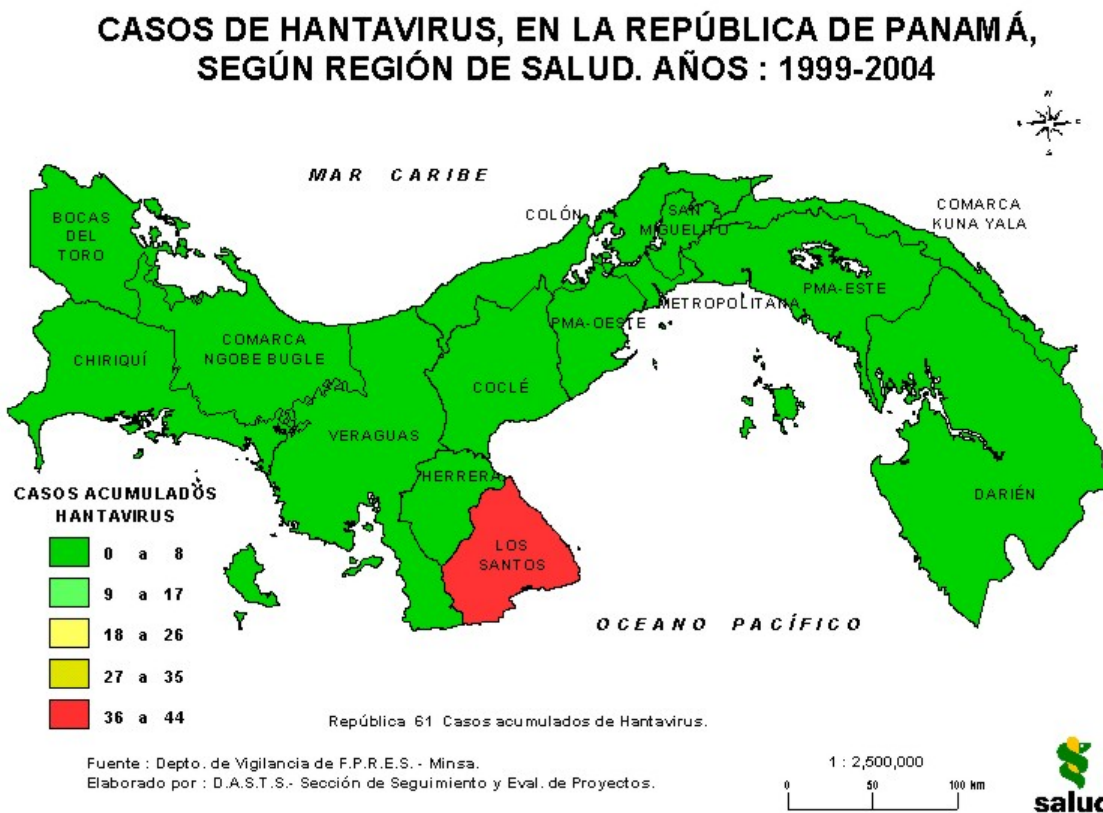 CASOS DE HANTAVIRUS, EN LA REPÚBLICA DE PANAMÁ,
SEGÚN REGIÓN DE SALUD. AÑOS : 1999-2004
N
S
MAR CARIBE
BOCAS
DEL
TORO
COLÓN
SAN
MIGUELITO
COMARCA
KUNA YALA
CHIRIQUÍ
COMARCA
NGOBE BUGLE
PMA-OESTE
METROPOLITANA
PMA-ESTE
COCLÉ
VERAGUAS
HERRERA
LOS
SANTOS
DARIÉN
OCEANO PACÍFICO
CASOS ACUMULADOS
HANTAVIRUS
0 a 8
9 a 17
18 a 26
27 a 35
36 a 44
República 61 Casos acumulados de Hantavirus.
Fuente : Depto. de Vigilancia de F.P.R.E.S. - Minsa.
Elaborado por : D.A.S.T.S.- Sección de Seguimiento y Eval. de Proyectos.
1 : 2,500,000
0 50 100 Km
salud